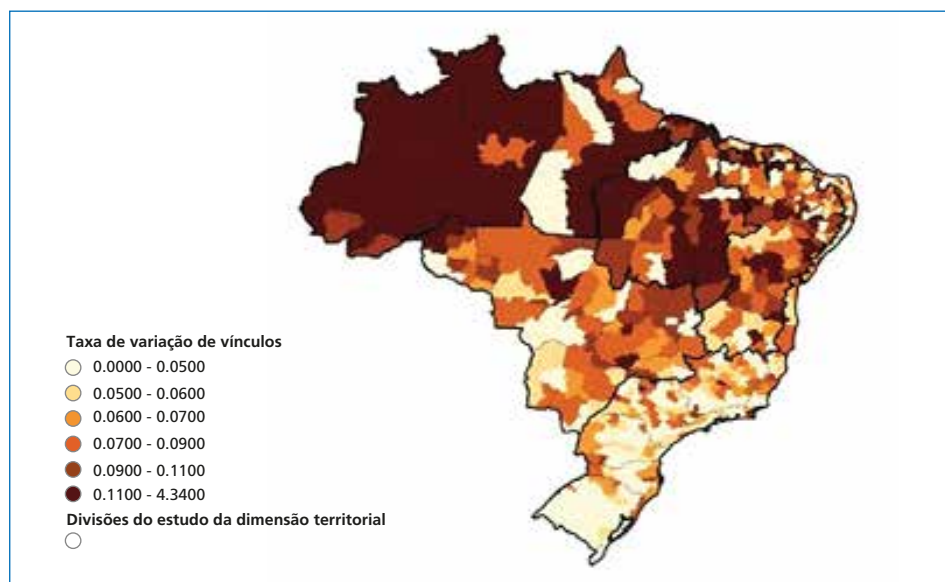 Taxa de variação de vínculos
0.0000 - 0.0500
0.0500 - 0.0600
0.0600 - 0.0700
0.0700 - 0.0900
0.0900 - 0.1100
0.1100 - 4.3400
Divisões do estudo da dimensão territorial